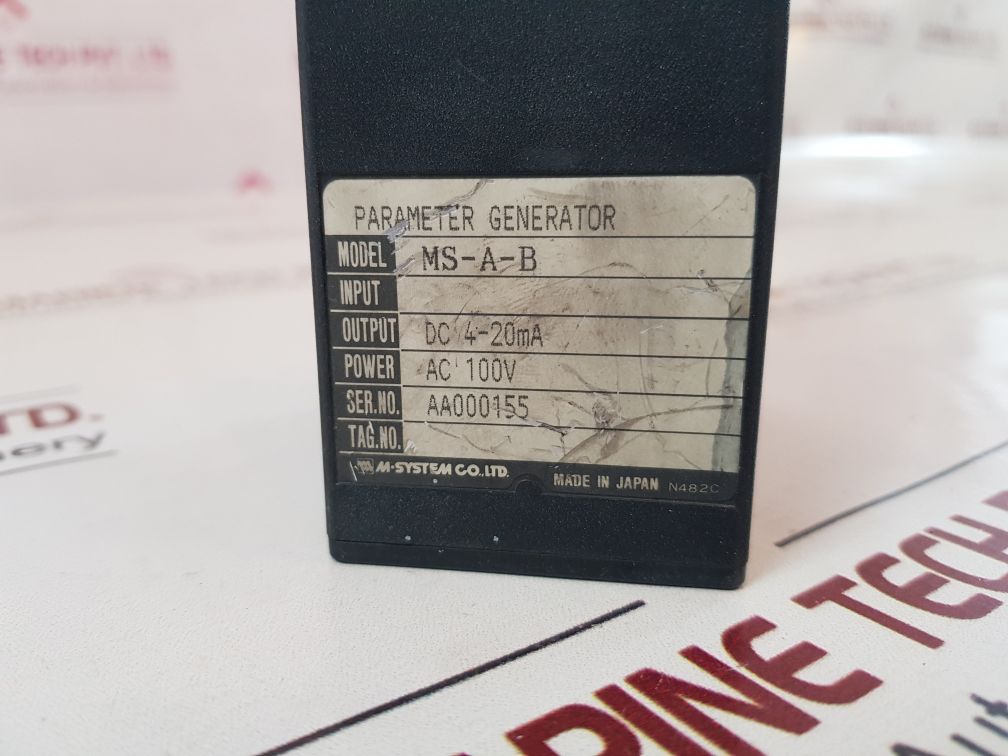 PARAMETER GENERATOR
MODEL MS-A-B
INPUT
OUTPUT DC 4-20mA
POWER AC 100V
SER.NO. AA000155
TAG.NO.
M-SYSTEM CO.,LTD. MADE IN JAPAN N482C
TD.
TECH